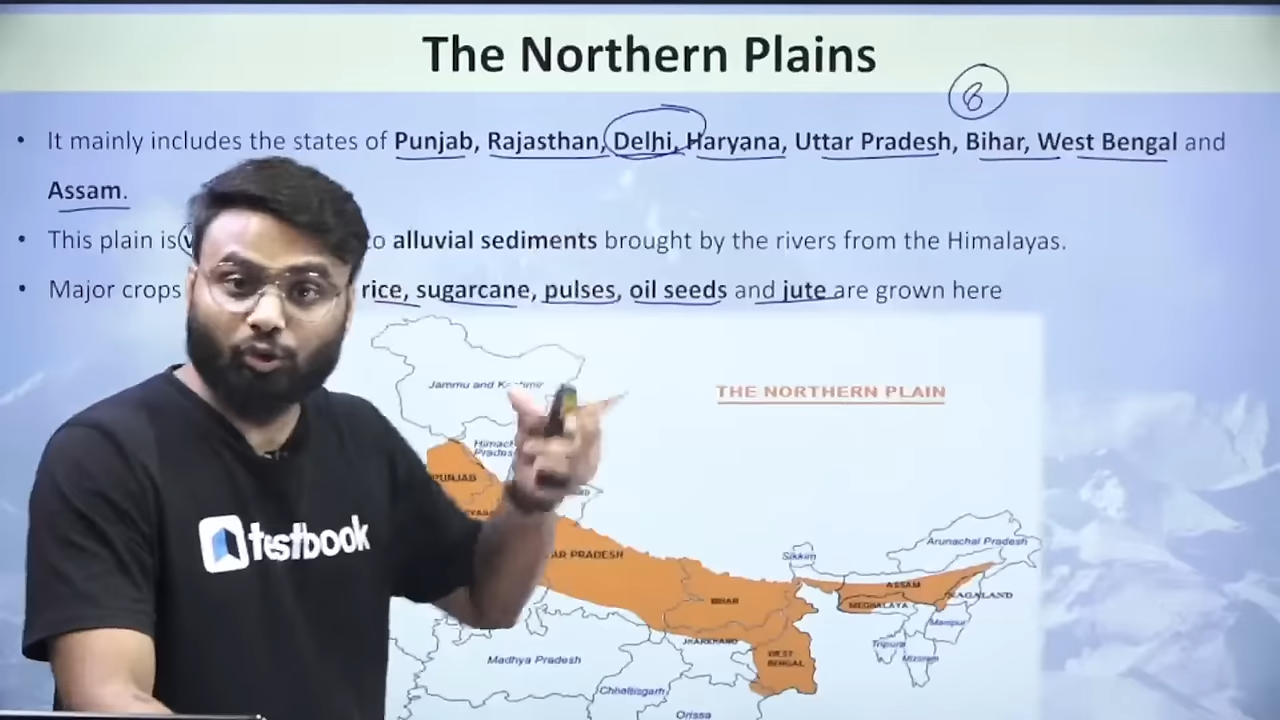 The Northern Plains
8
• It mainly includes the states of Punjab, Rajasthan, Delhi, Haryana, Uttar Pradesh, Bihar, West Bengal and
Assam.
• This plain is alluvial sediments brought by the rivers from the Himalayas.
• Major crops rice, sugarcane, pulses, oil seeds and jute are grown here
Jammu and Kashmir
THE NORTHERN PLAIN
PUNJAB
AR PRADESH
Sikkim
Arunachal Pradesh
ASSAM
NAGALAND
BIHAR
MEGHALAYA
Manipur
JHARKHAND
Tripura
Mizoram
WEST
BENGAL
Madhya Pradesh
Chhattisgarh
Orissa
testbook